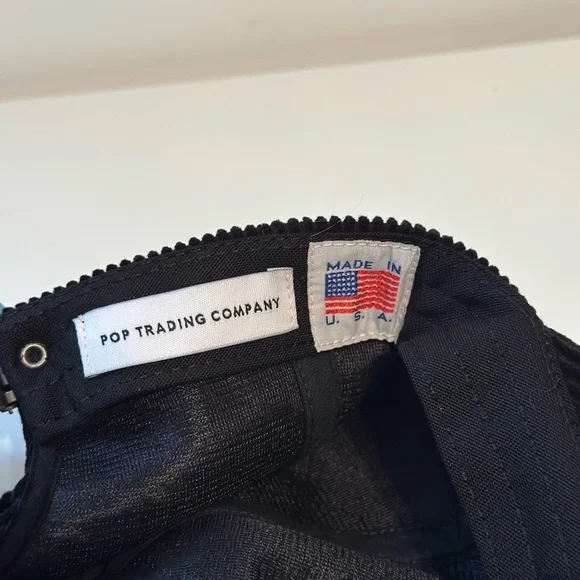 POP TRADING COMPANY
MADE IN
U. S. A.